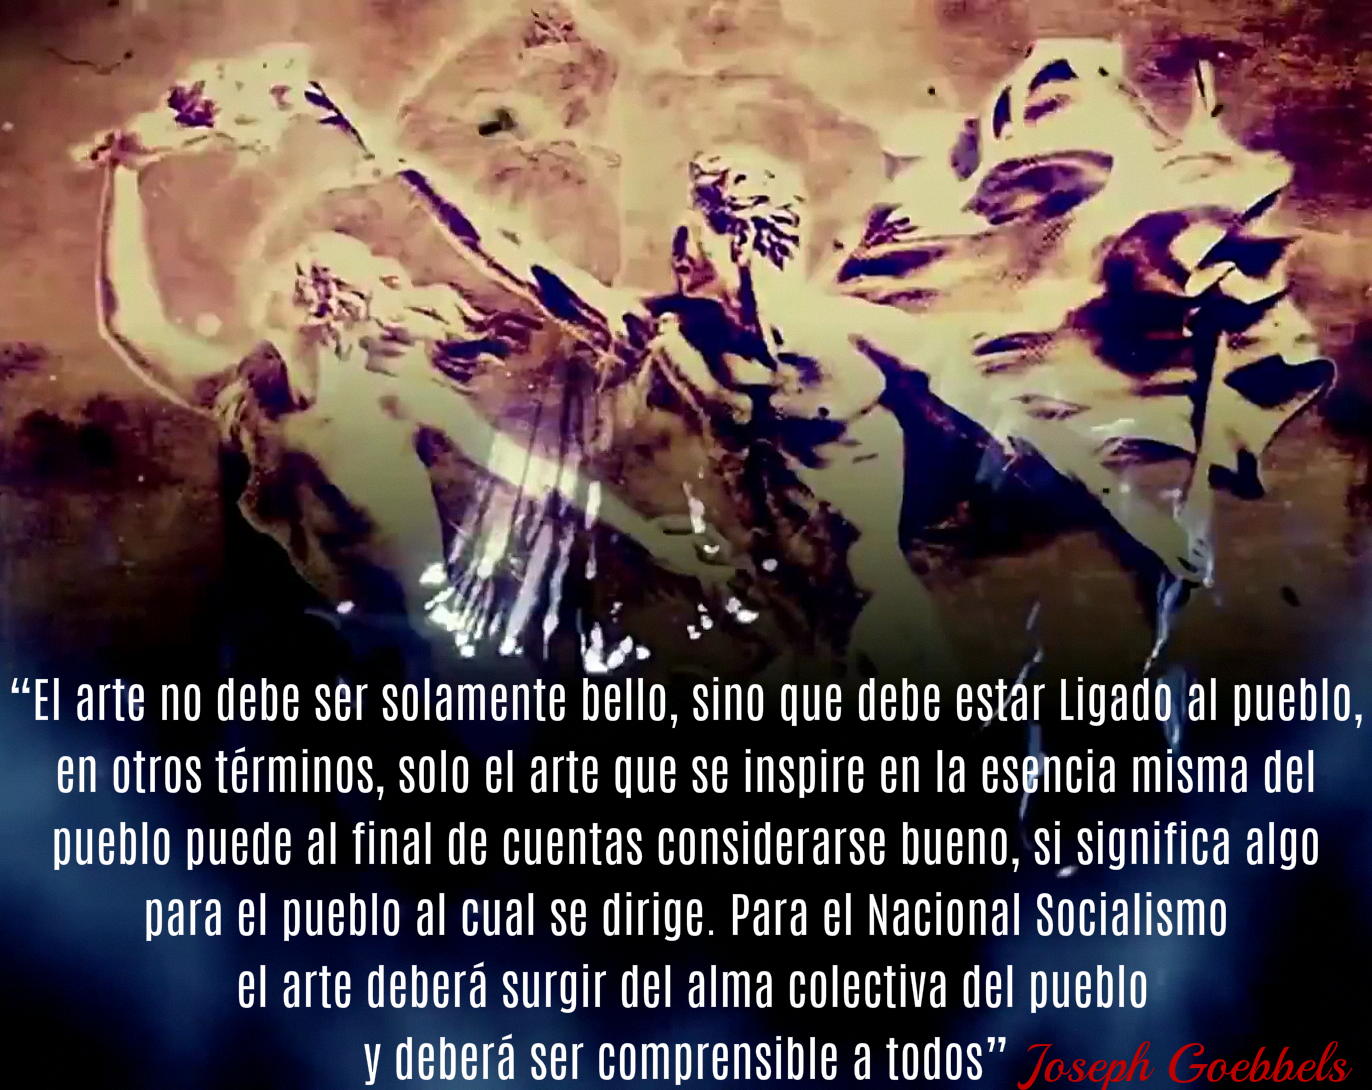 “El arte no debe ser solamente bello, sino que debe estar Ligado al pueblo,
en otros términos, solo el arte que se inspire en la esencia misma del
pueblo puede al final de cuentas considerarse bueno, si significa algo
para el pueblo al cual se dirige. Para el Nacional Socialismo
el arte deberá surgir del alma colectiva del pueblo
y deberá ser comprensible a todos” Joseph Goebbels